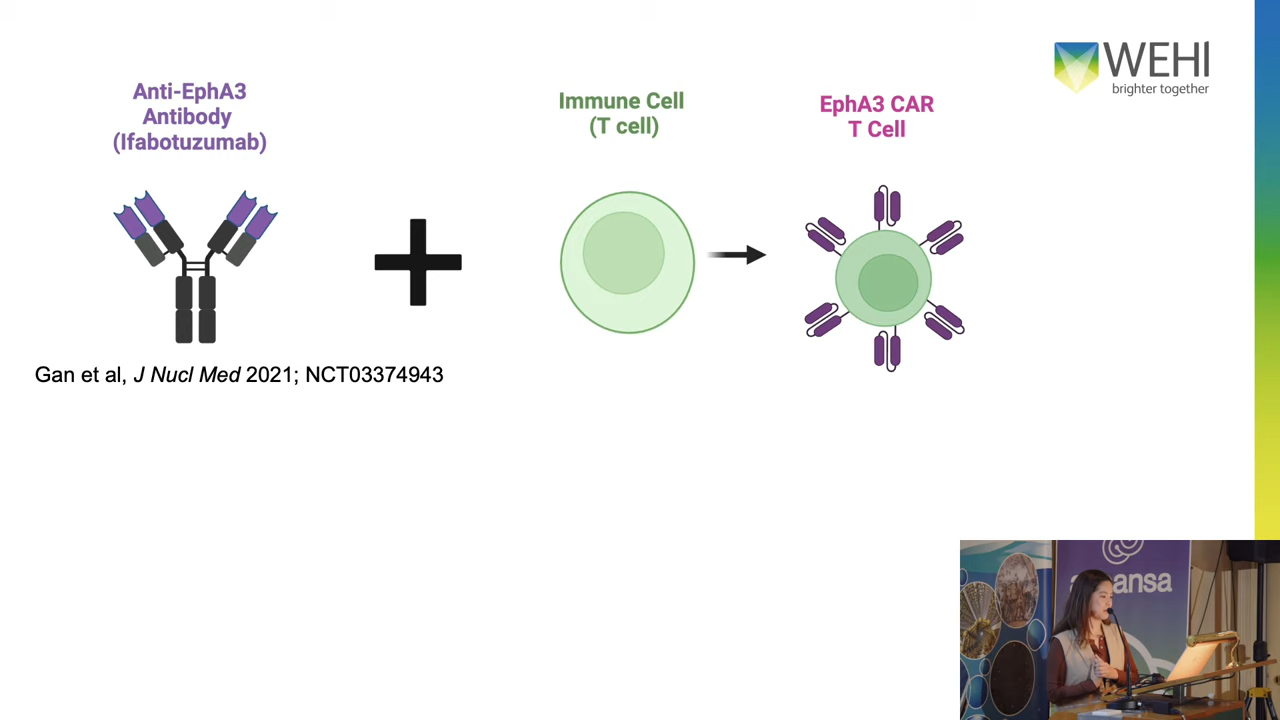 WEHI
brighter together
Anti-EphA3
Antibody
(Ifabotuzumab)
Immune Cell
(T cell)
EphA3 CAR
T Cell
Gan et al, J Nucl Med 2021; NCT03374943
ansa